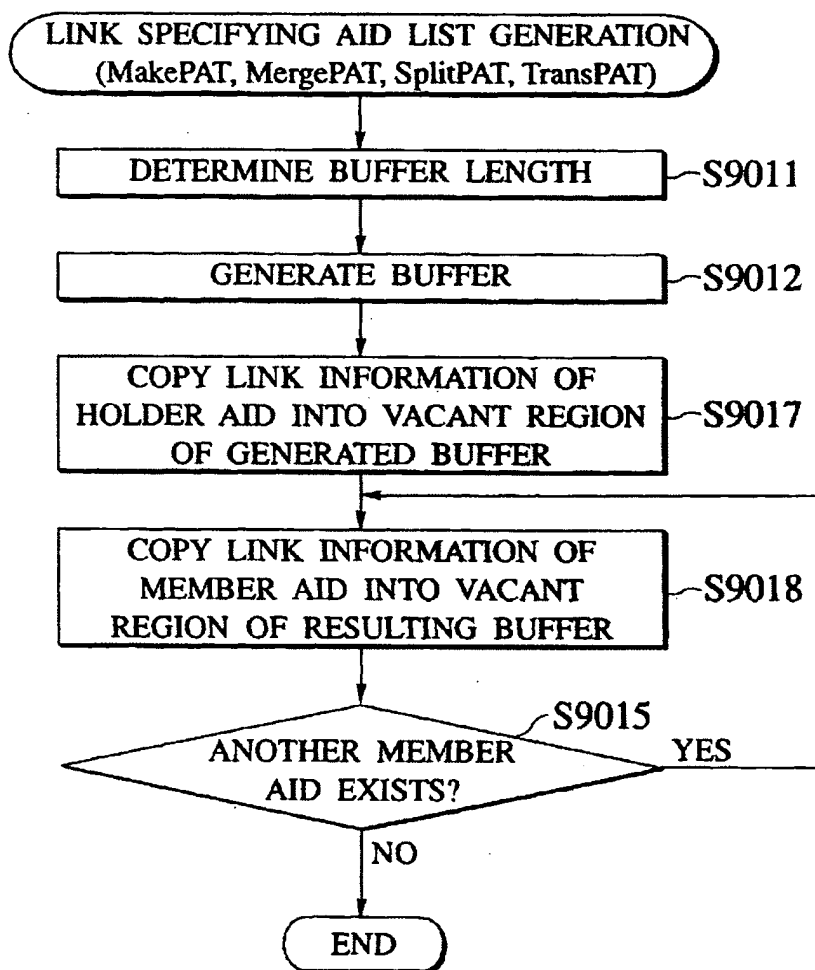 LINK SPECIFYING AID LIST GENERATION
(MakePAT, MergePAT, SplitPAT, TransPAT)
DETERMINE BUFFER LENGTH
S9011
GENERATE BUFFER
S9012
COPY LINK INFORMATION OF
HOLDER AID INTO VACANT REGION
OF GENERATED BUFFER
S9017
COPY LINK INFORMATION OF
MEMBER AID INTO VACANT
REGION OF RESULTING BUFFER
S9018
S9015
ANOTHER MEMBER
AID EXISTS?
YES
NO
END